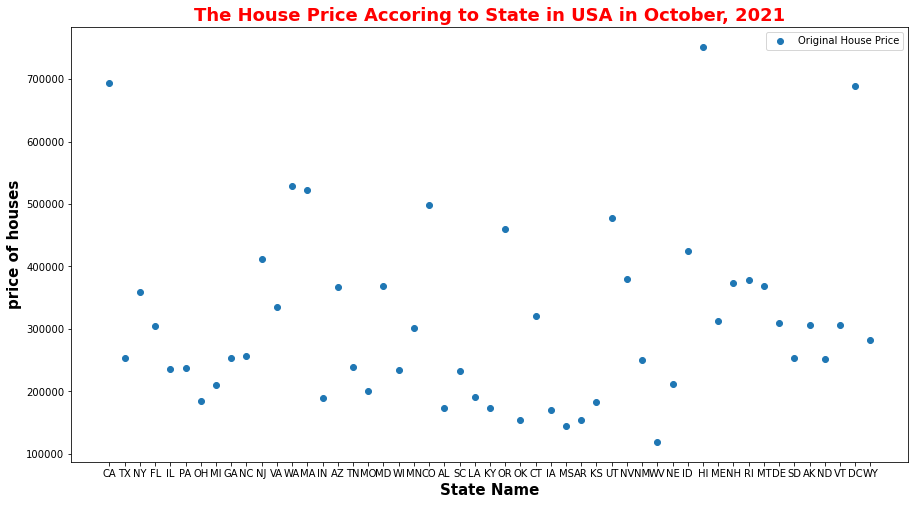 The House Price Accoring to State in USA in October, 2021
Original House Price
700000
600000
500000
400000
300000
200000
100000
price of houses
CA TX NY FL IL PA OH MI GA NC NJ VA WA MA IN AZ TN MO MD WI MN CO AL SC LA KY OR OK CT IA MS AR KS UT NV NM WV NE ID HI ME NH RI MT DE SD AK ND VT DC WY
State Name